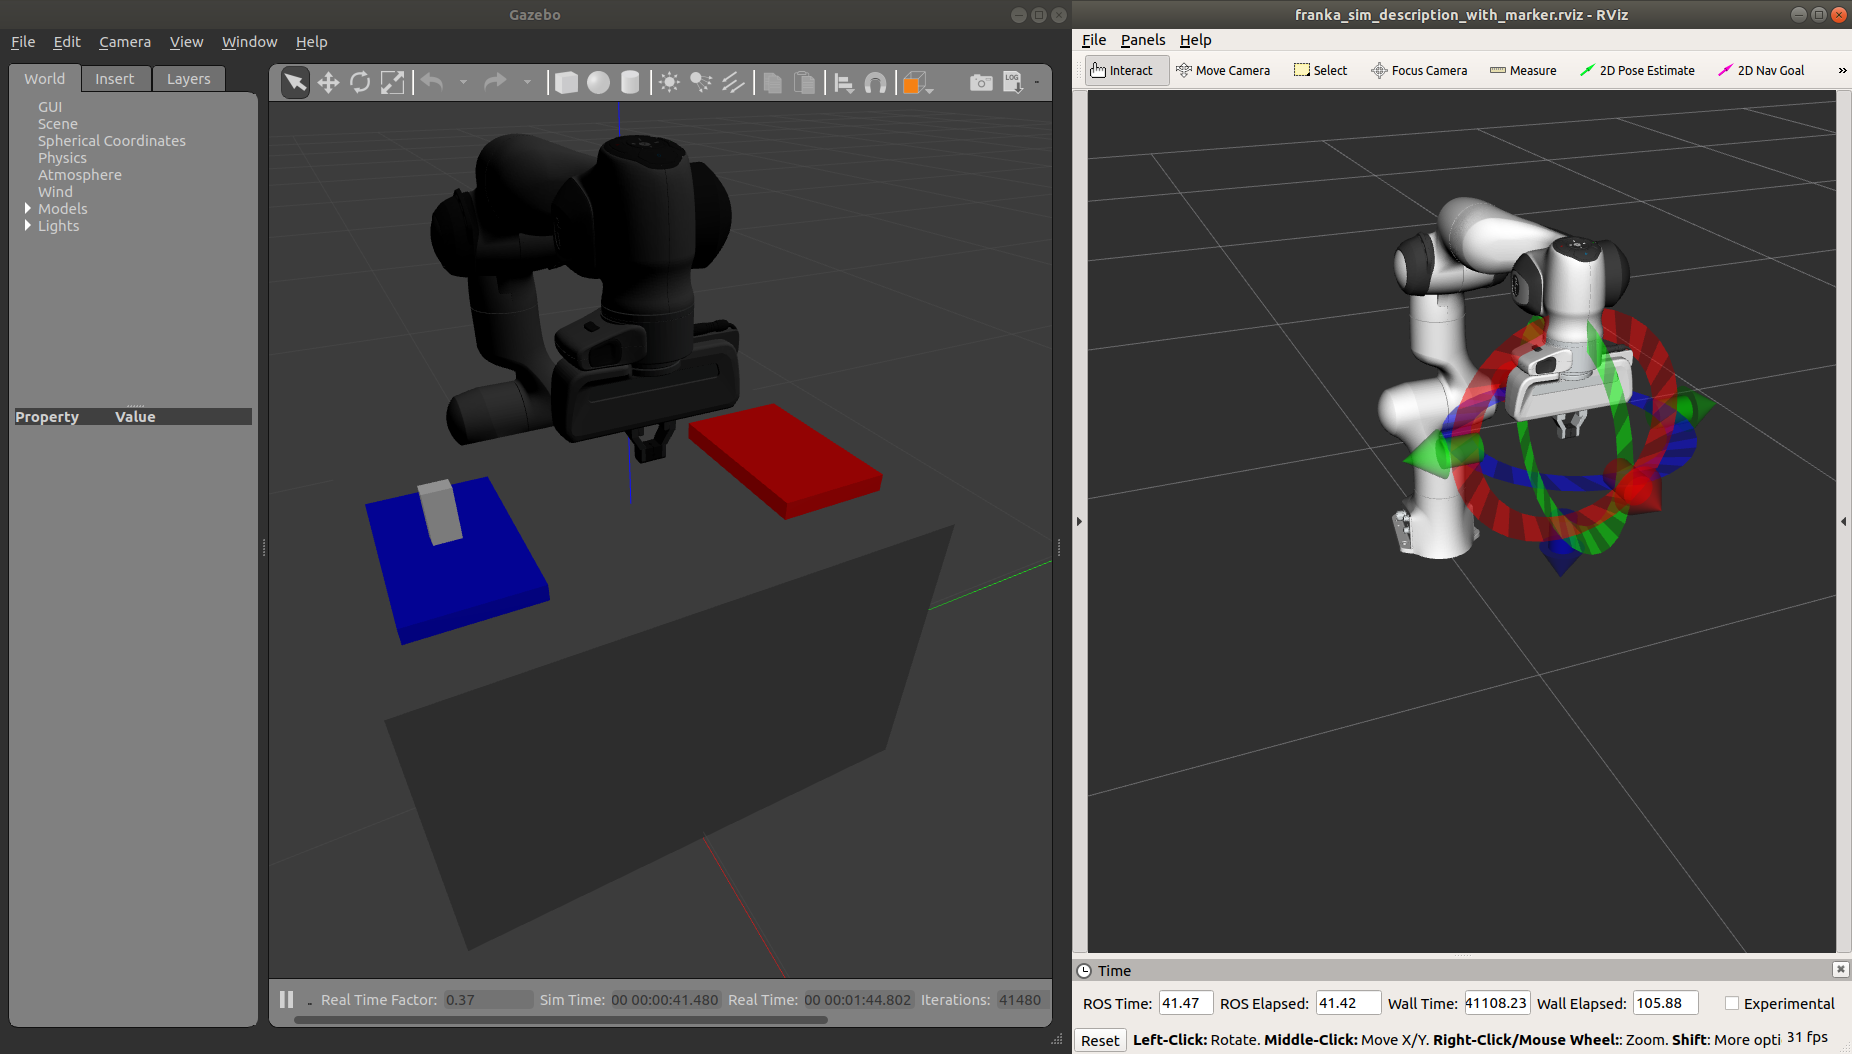 Gazebo
File Edit Camera View Window Help
World Insert Layers
GUI
Scene
Spherical Coordinates
Physics
Atmosphere
Wind
Models
Lights
Property Value
LOG
Real Time Factor: 0.37 Sim Time: 00 00:00:41.480 Real Time: 00 00:01:44.802 Iterations: 41480
franka_sim_description_with_marker.rviz - RViz
File Panels Help
Interact Move Camera Select Focus Camera Measure 2D Pose Estimate 2D Nav Goal »
Time
ROS Time: 41.47 ROS Elapsed: 41.42 Wall Time: 41108.23 Wall Elapsed: 105.88 Experimental
Reset Left-Click: Rotate. Middle-Click: Move X/Y. Right-Click/Mouse Wheel:: Zoom. Shift: More opti 31 fps